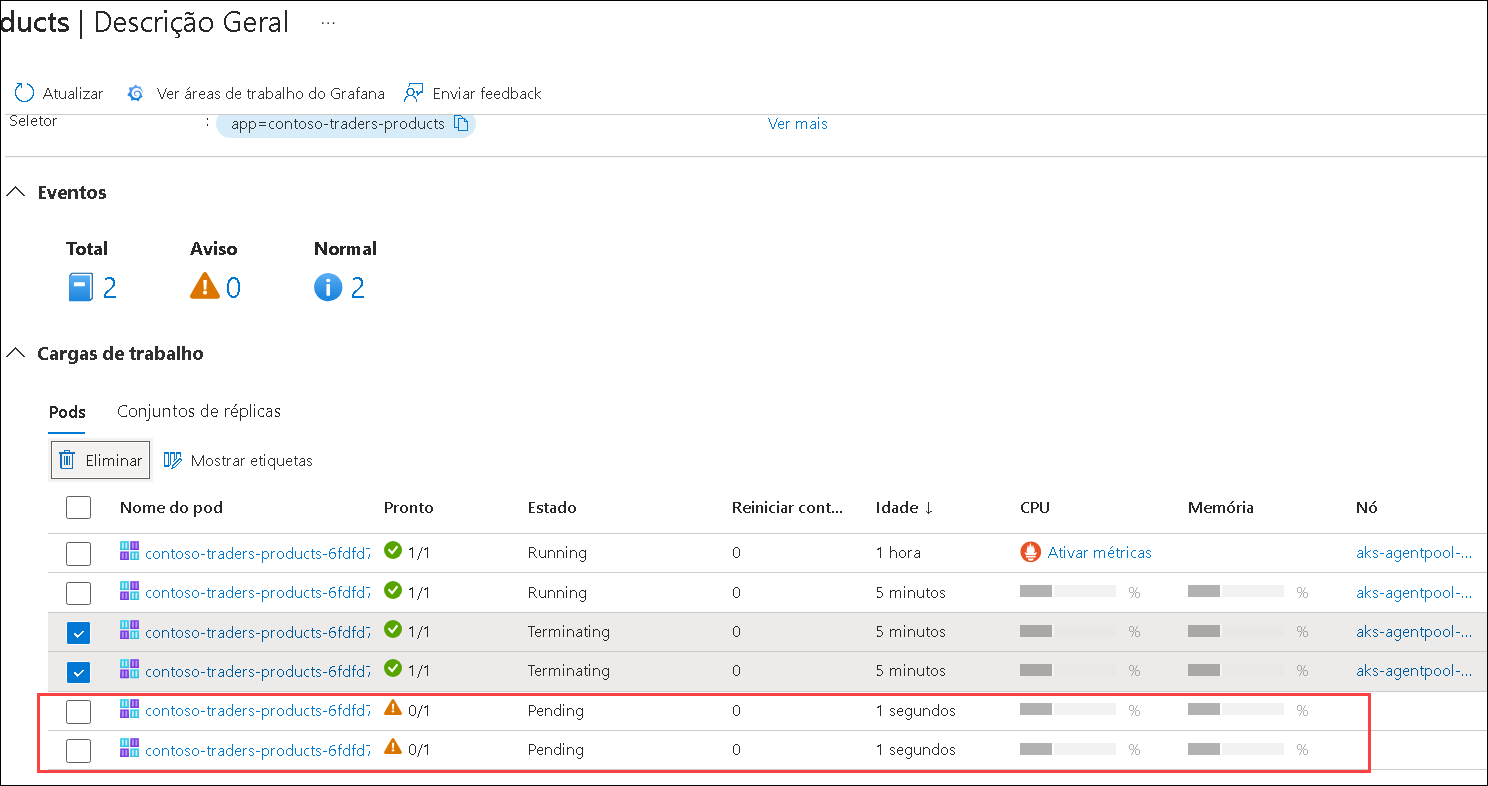 ducts | Descrição Geral ...
Atualizar Ver áreas de trabalho do Grafana Enviar feedback
Seletor : app=contoso-traders-products Ver mais
Eventos
Total Aviso Normal
2 0 2
Cargas de trabalho
Pods Conjuntos de réplicas
Eliminar Mostrar etiquetas
Nome do pod Pronto Estado Reiniciar cont... Idade ↓ CPU Memória Nó
contoso-traders-products-6fdfd7 1/1 Running 0 1 hora Ativar métricas aks-agentpool-...
contoso-traders-products-6fdfd7 1/1 Running 0 5 minutos % % aks-agentpool-...
contoso-traders-products-6fdfd7 1/1 Terminating 0 5 minutos % % aks-agentpool-...
contoso-traders-products-6fdfd7 1/1 Terminating 0 5 minutos % % aks-agentpool-...
contoso-traders-products-6fdfd7 0/1 Pending 0 1 segundos % %
contoso-traders-products-6fdfd7 0/1 Pending 0 1 segundos % %